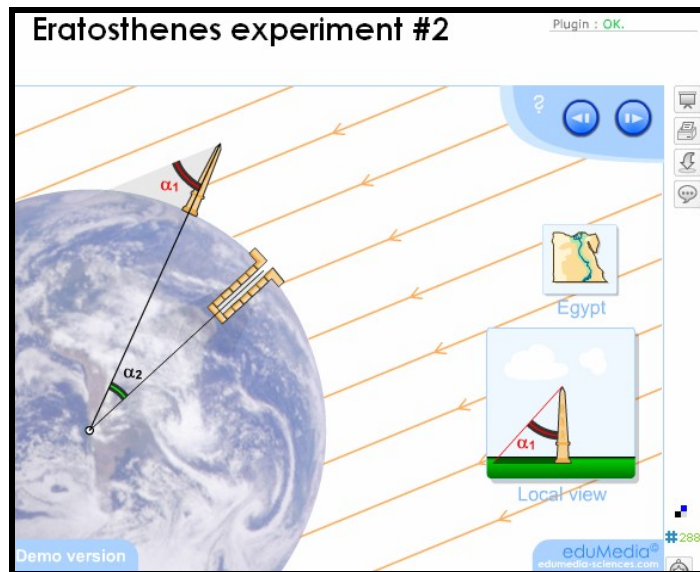 Eratosthenes experiment #2
Plugin : OK.
?
α1
Egypt
α2
α1
Local view
#288
Demo version
eduMedia©
edumedia-sciences.com